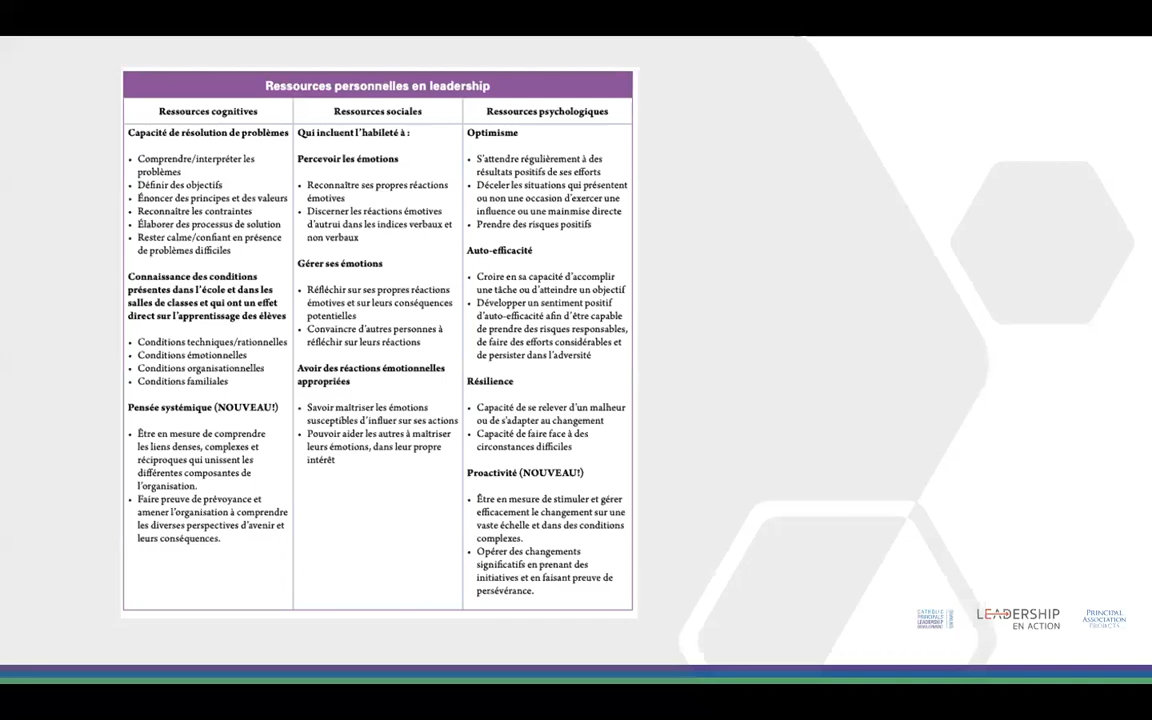 Ressources personnelles en leadership
Ressources cognitives
Capacité de résolution de problèmes
• Comprendre/interpréter les
problèmes
• Définir des objectifs
• Énoncer des principes et des valeurs
• Reconnaître les contraintes
• Élaborer des processus de solution
• Rester calme/confiant en présence
de problèmes difficiles
Connaissance des conditions
présentes dans l'école et dans les
salles de classes et qui ont un effet
direct sur l'apprentissage des élèves
• Conditions techniques/rationnelles
• Conditions émotionnelles
• Conditions organisationnelles
• Conditions familiales
Pensée systémique (NOUVEAU!)
• Être en mesure de comprendre
les liens denses, complexes et
réciproques qui unissent les
différentes composantes de
l'organisation.
• Faire preuve de prévoyance et
amener l'organisation à comprendre
les diverses perspectives d'avenir et
leurs conséquences.
Ressources sociales
Qui incluent l'habileté à :
Percevoir les émotions
• Reconnaître ses propres réactions
émotives
• Discerner les réactions émotives
d'autrui dans les indices verbaux et
non verbaux
Gérer ses émotions
• Réfléchir sur ses propres réactions
émotives et sur leurs conséquences
potentielles
• Convaincre d'autres personnes à
réfléchir sur leurs réactions
Avoir des réactions émotionnelles
appropriées
• Savoir maîtriser les émotions
susceptibles d'influer sur ses actions
• Pouvoir aider les autres à maîtriser
leurs émotions, dans leur propre
intérêt
Ressources psychologiques
Optimisme
• S'attendre régulièrement à des
résultats positifs de ses efforts
• Déceler les situations qui présentent
ou non une occasion d'exercer une
influence ou une mainmise directe
• Prendre des risques positifs
Auto-efficacité
• Croire en sa capacité d'accomplir
une tâche ou d'atteindre un objectif
• Développer un sentiment positif
d'auto-efficacité afin d'être capable
de prendre des risques responsables,
de faire des efforts considérables et
de persister dans l'adversité
Résilience
• Capacité de se relever d'un malheur
ou de s'adapter au changement
• Capacité de faire face à des
circonstances difficiles
Proactivité (NOUVEAU!)
• Être en mesure de stimuler et gérer
efficacement le changement sur une
vaste échelle et dans des conditions
complexes.
• Opérer des changements
significatifs en prenant des
initiatives et en faisant preuve de
persévérance.
CATHOLIC
PRINCIPALS
LEADERSHIP
DEVELOPMENT
LEADERSHIP
EN ACTION
PRINCIPAL
ASSOCIATION
PROJECTS